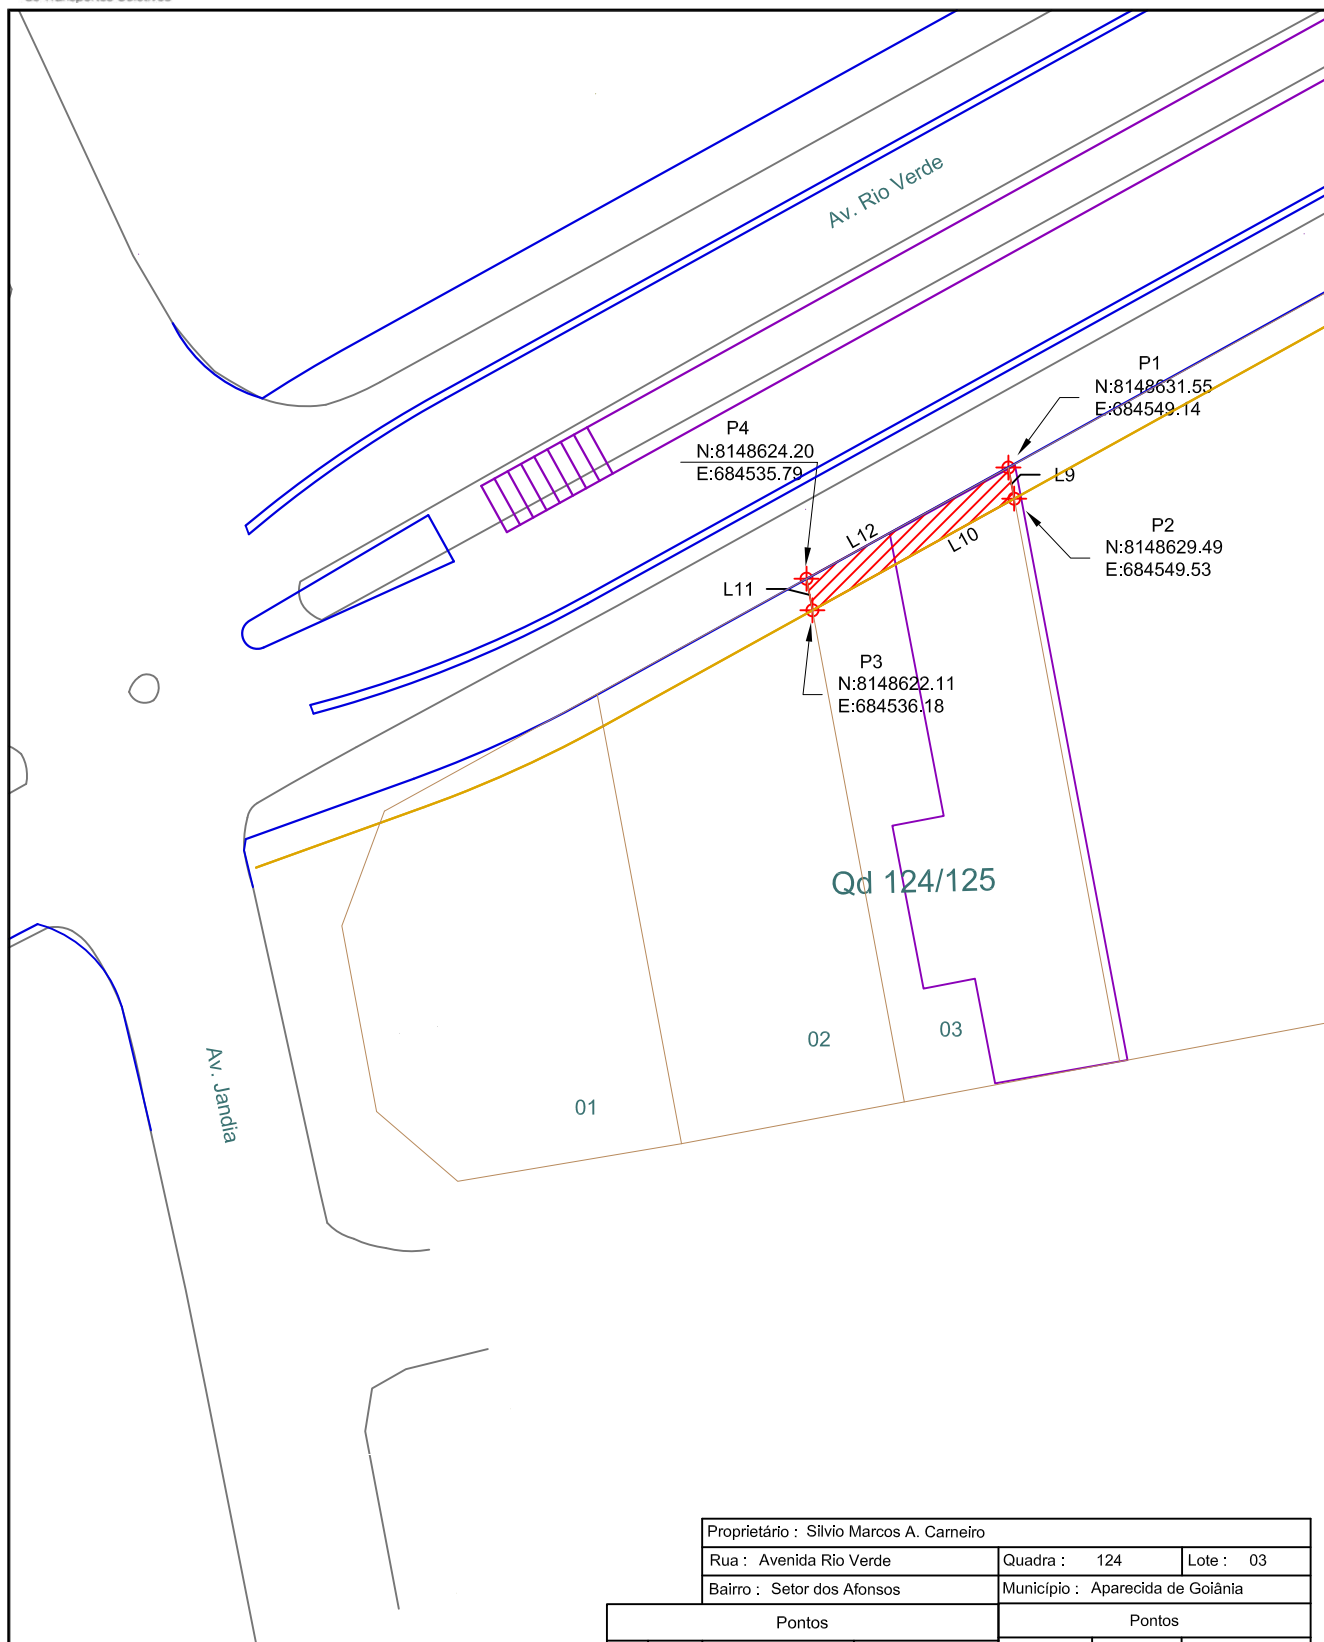 Av. Rio Verde
P1
N:8148631.55
E:684549.14
P4
N:8148624.20
E:684535.79
L9
P2
N:8148629.49
E:684549.53
L12
L10
L11
P3
N:8148622.11
E:684536.18
Qd 124/125
03
02
01
Av. Jandia
Proprietário : Silvio Marcos A. Carneiro
Rua : Avenida Rio Verde Quadra : 124 Lote : 03
Bairro : Setor dos Afonsos Município : Aparecida de Goiânia
Pontos Pontos